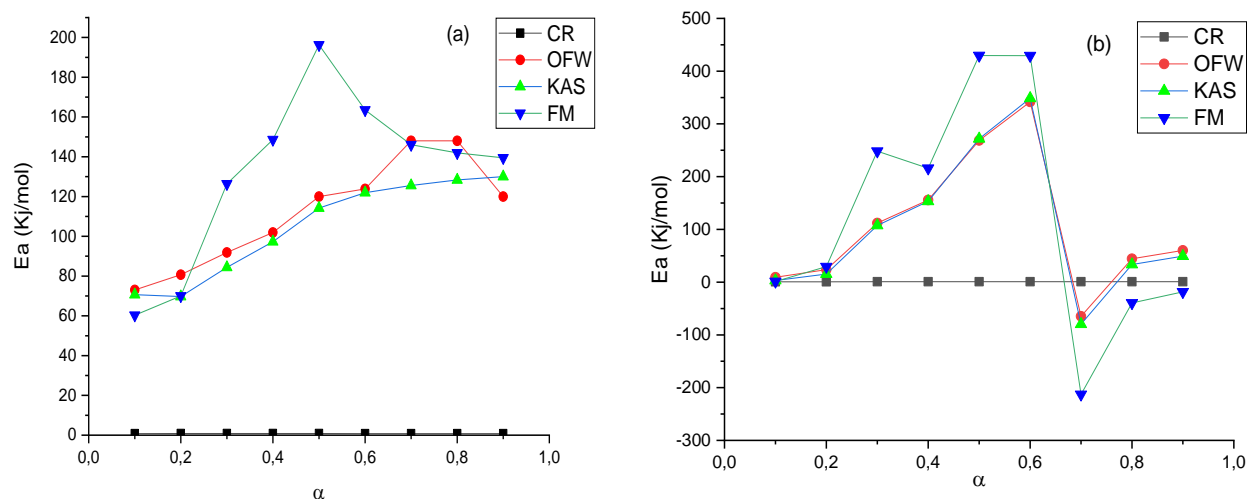 (a)
CR
OFW
KAS
FM
Ea (Kj/mol)
200
180
160
140
120
100
80
60
40
20
0
0,0 0,2 0,4 0,6 0,8 1,0
α
(b)
CR
OFW
KAS
FM
Ea (Kj/mol)
500
400
300
200
100
0
-100
-200
-300
0,0 0,2 0,4 0,6 0,8 1,0
α